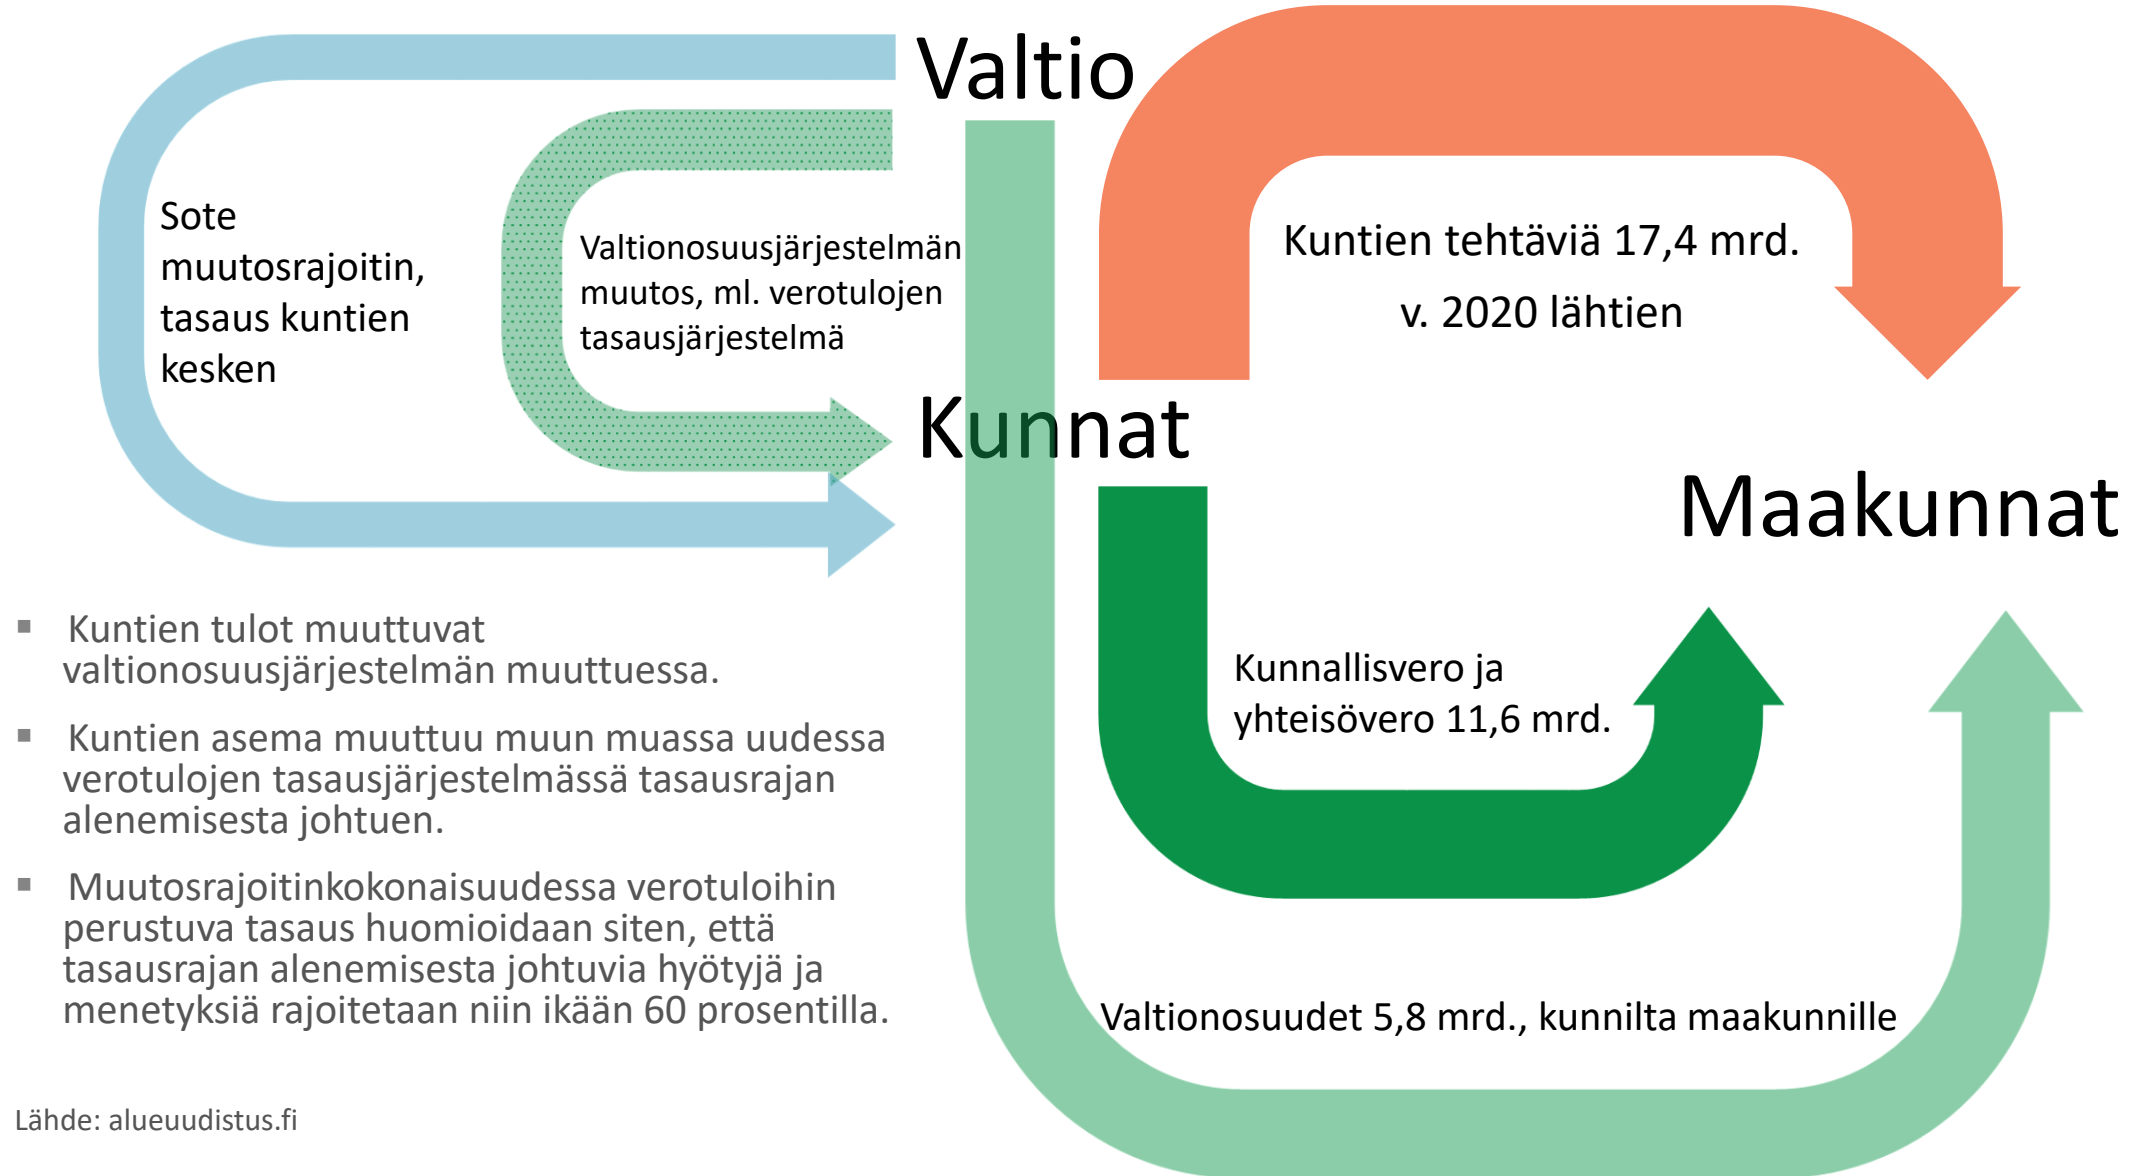 Valtio
Sote
muutosrajoitin,
tasaus kuntien
kesken
Valtionosuusjärjestelmän
muutos, ml. verotulojen
tasausjärjestelmä
Kuntien tehtäviä 17,4 mrd.
v. 2020 lähtien
Kunnat
Maakunnat
Kunnallisvero ja
yhteisövero 11,6 mrd.
Valtionosuudet 5,8 mrd., kunnilta maakunnille
▪ Kuntien tulot muuttuvat
valtionosuusjärjestelmän muuttuessa.
▪ Kuntien asema muuttuu muun muassa uudessa
verotulojen tasausjärjestelmässä tasausrajan
alenemisesta johtuen.
▪ Muutosrajoitinkokonaisuudessa verotuloihin
perustuva tasaus huomioidaan siten, että
tasausrajan alenemisesta johtuvia hyötyjä ja
menetyksiä rajoitetaan niin ikään 60 prosentilla.
Lähde: alueuudistus.fi